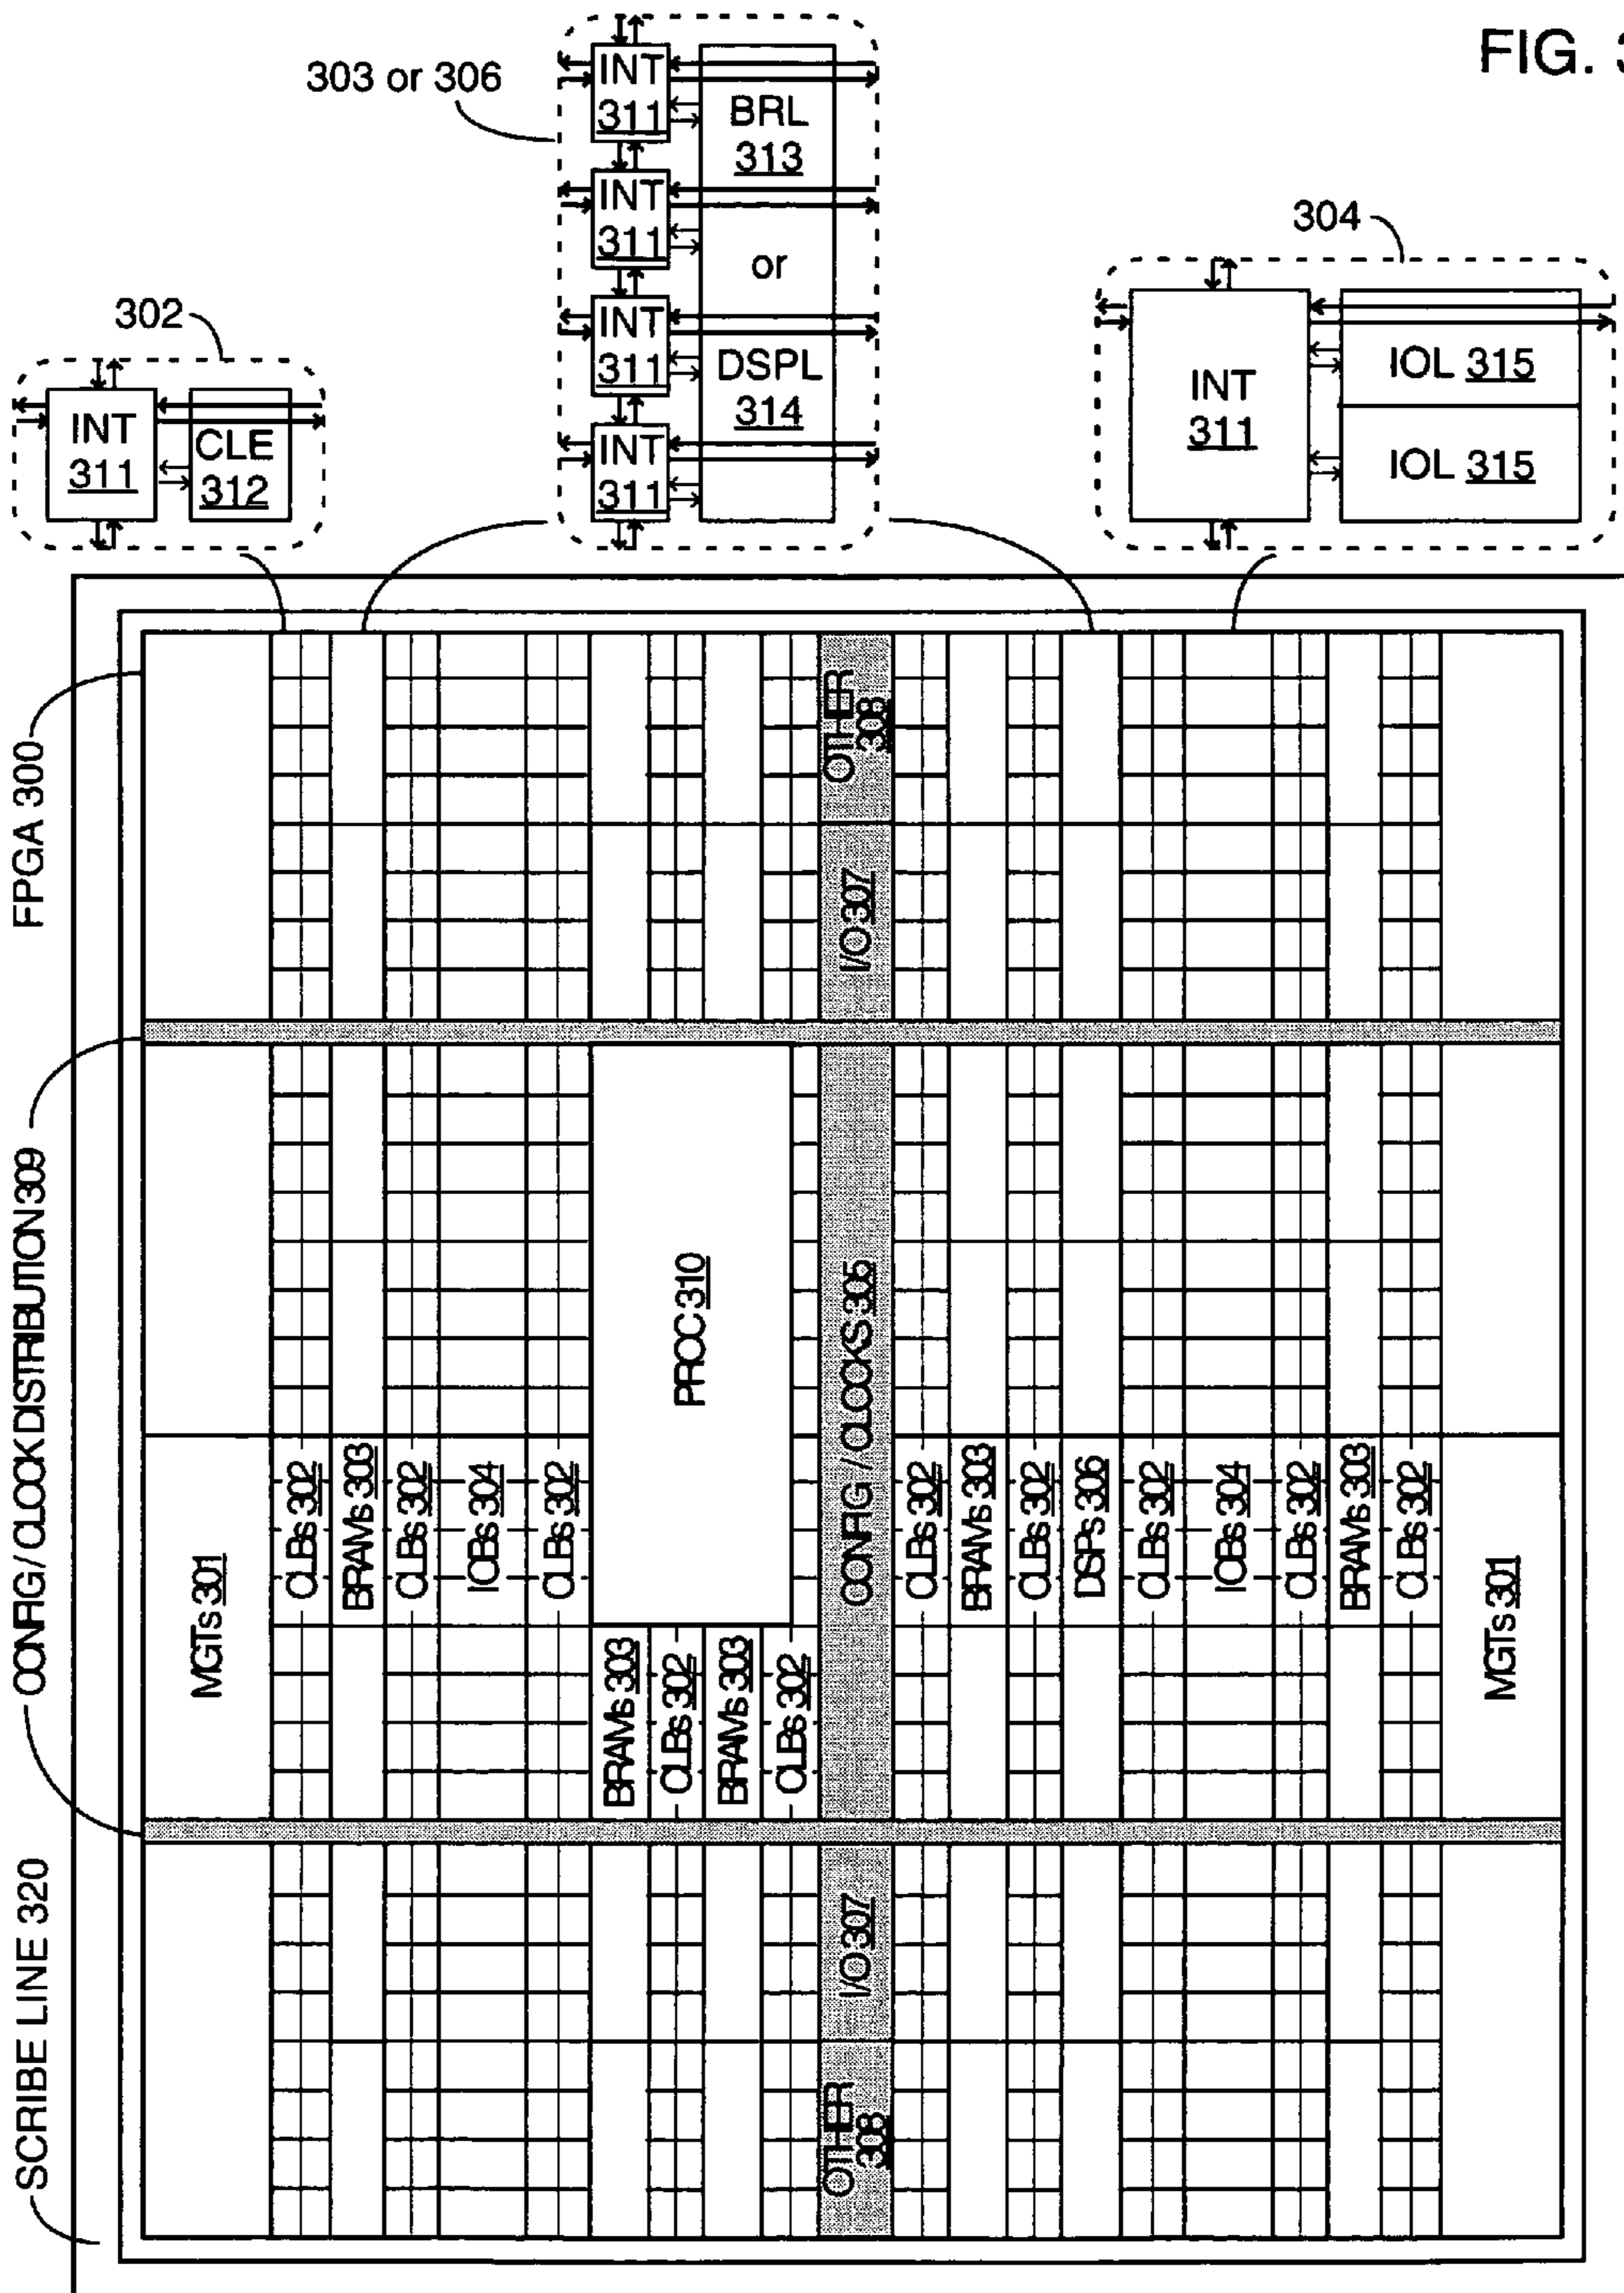 FIG. 3
303 or 306
INT
311
INT
311
INT
311
INT
311
BRL
313
or
DSPL
314
304
INT
311
IOL 315
IOL 315
302
INT
311
CLE
312
FPGA 300
CONFIG / CLOCK DISTRIBUTION 309
SCRIBE LINE 320
OTHER
308
I/O 307
PROC 310
CONFIG / CLOCKS 305
MGTs 301
CLBs 302
BRAMs 303
CLBs 302
IOBs 304
CLBs 302
BRAMs 303
CLBs 302
BRAMs 303
CLBs 302
CLBs 302
BRAMs 303
CLBs 302
DSPs 306
CLBs 302
IOBs 304
CLBs 302
BRAMs 303
CLBs 302
MGTs 301
I/O 307
OTHER
308